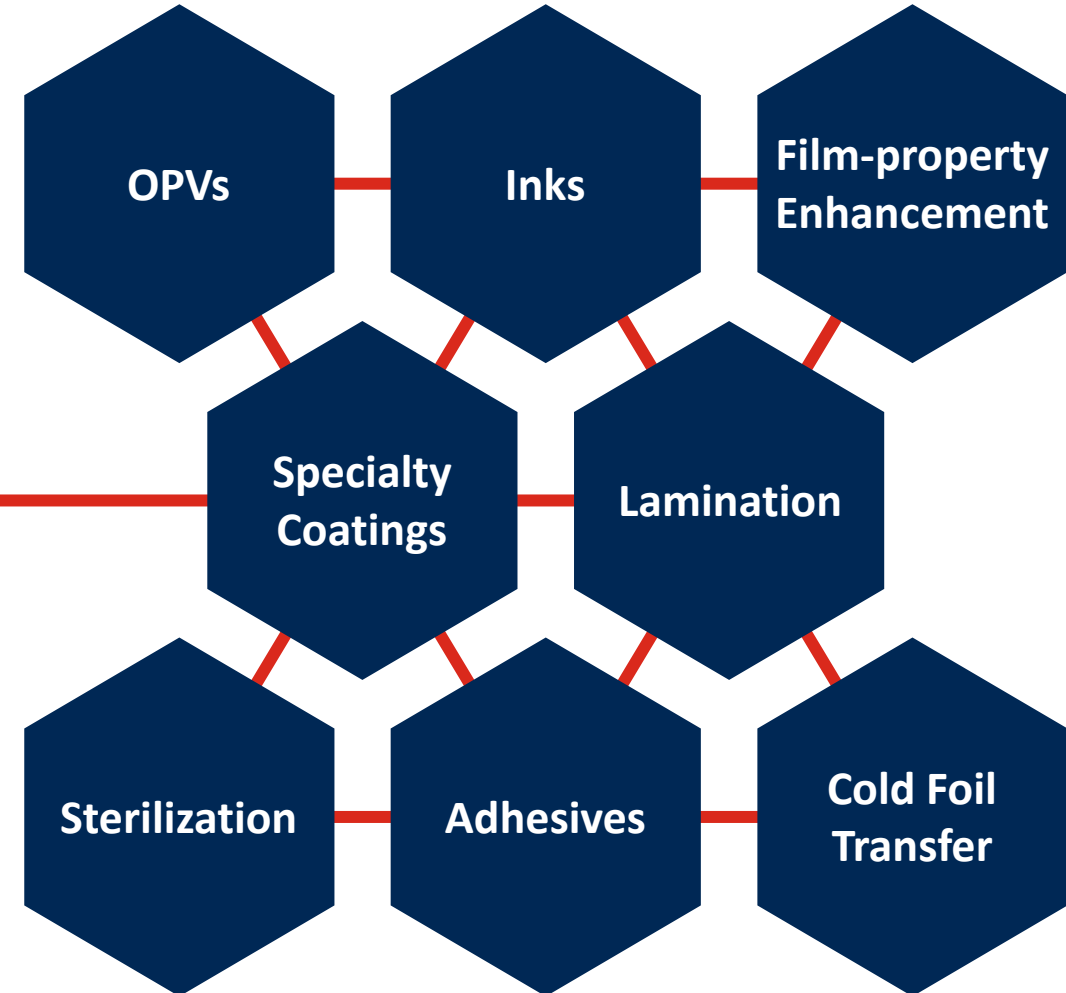 OPVs
Inks
Film-property
Enhancement
Specialty
Coatings
Lamination
Sterilization
Adhesives
Cold Foil
Transfer